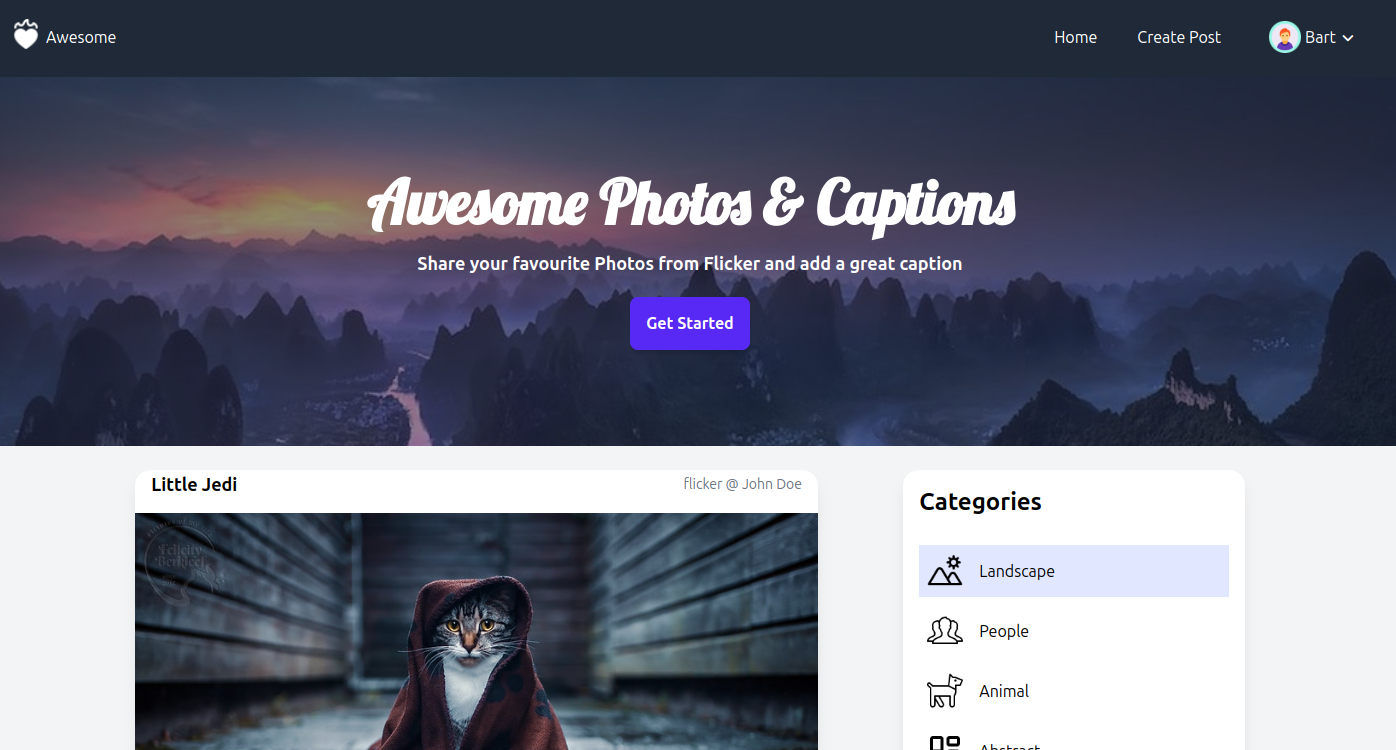 Awesome
Home
Create Post
Bart
Awesome Photos & Captions
Share your favourite Photos from Flicker and add a great caption
Get Started
Little Jedi
flicker @ John Doe
Felicity
Berkleef
Categories
Landscape
People
Animal
Abstract